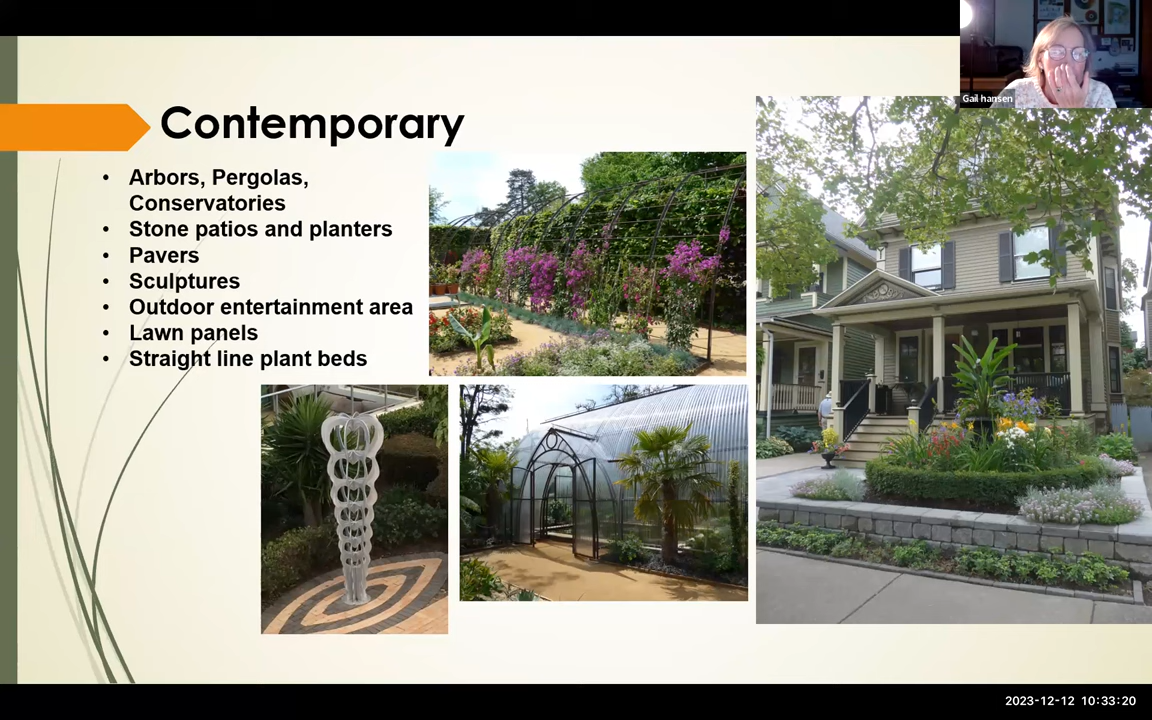 Gail hansen
Contemporary
• Arbors, Pergolas,
Conservatories
• Stone patios and planters
• Pavers
• Sculptures
• Outdoor entertainment area
• Lawn panels
• Straight line plant beds
2023-12-12 10:33:20